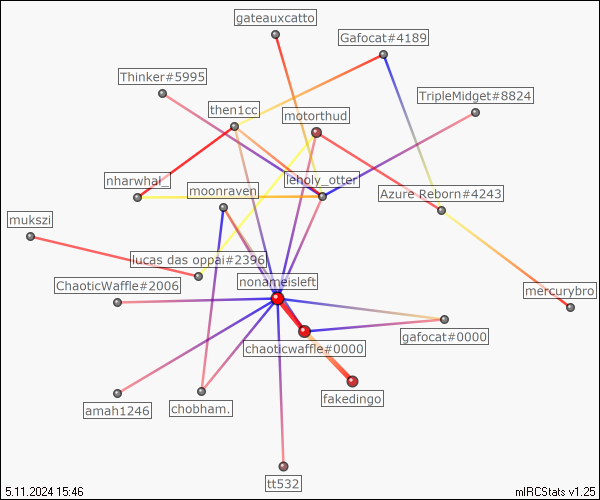 gateauxcatto
Gafocat#4189
Thinker#5995
TripleMidget#8824
then1cc
motorthud
nharwhal_
leholy_otter
moonraven
Azure Reborn#4243
mukszi
lucas das oppai#2396
nonameisleft
ChaoticWaffle#2006
mercurybro
gafocat#0000
chaoticwaffle#0000
fakedingo
amah1246
chobham.
tt532
5.11.2024 15:46
mIRCStats v1.25